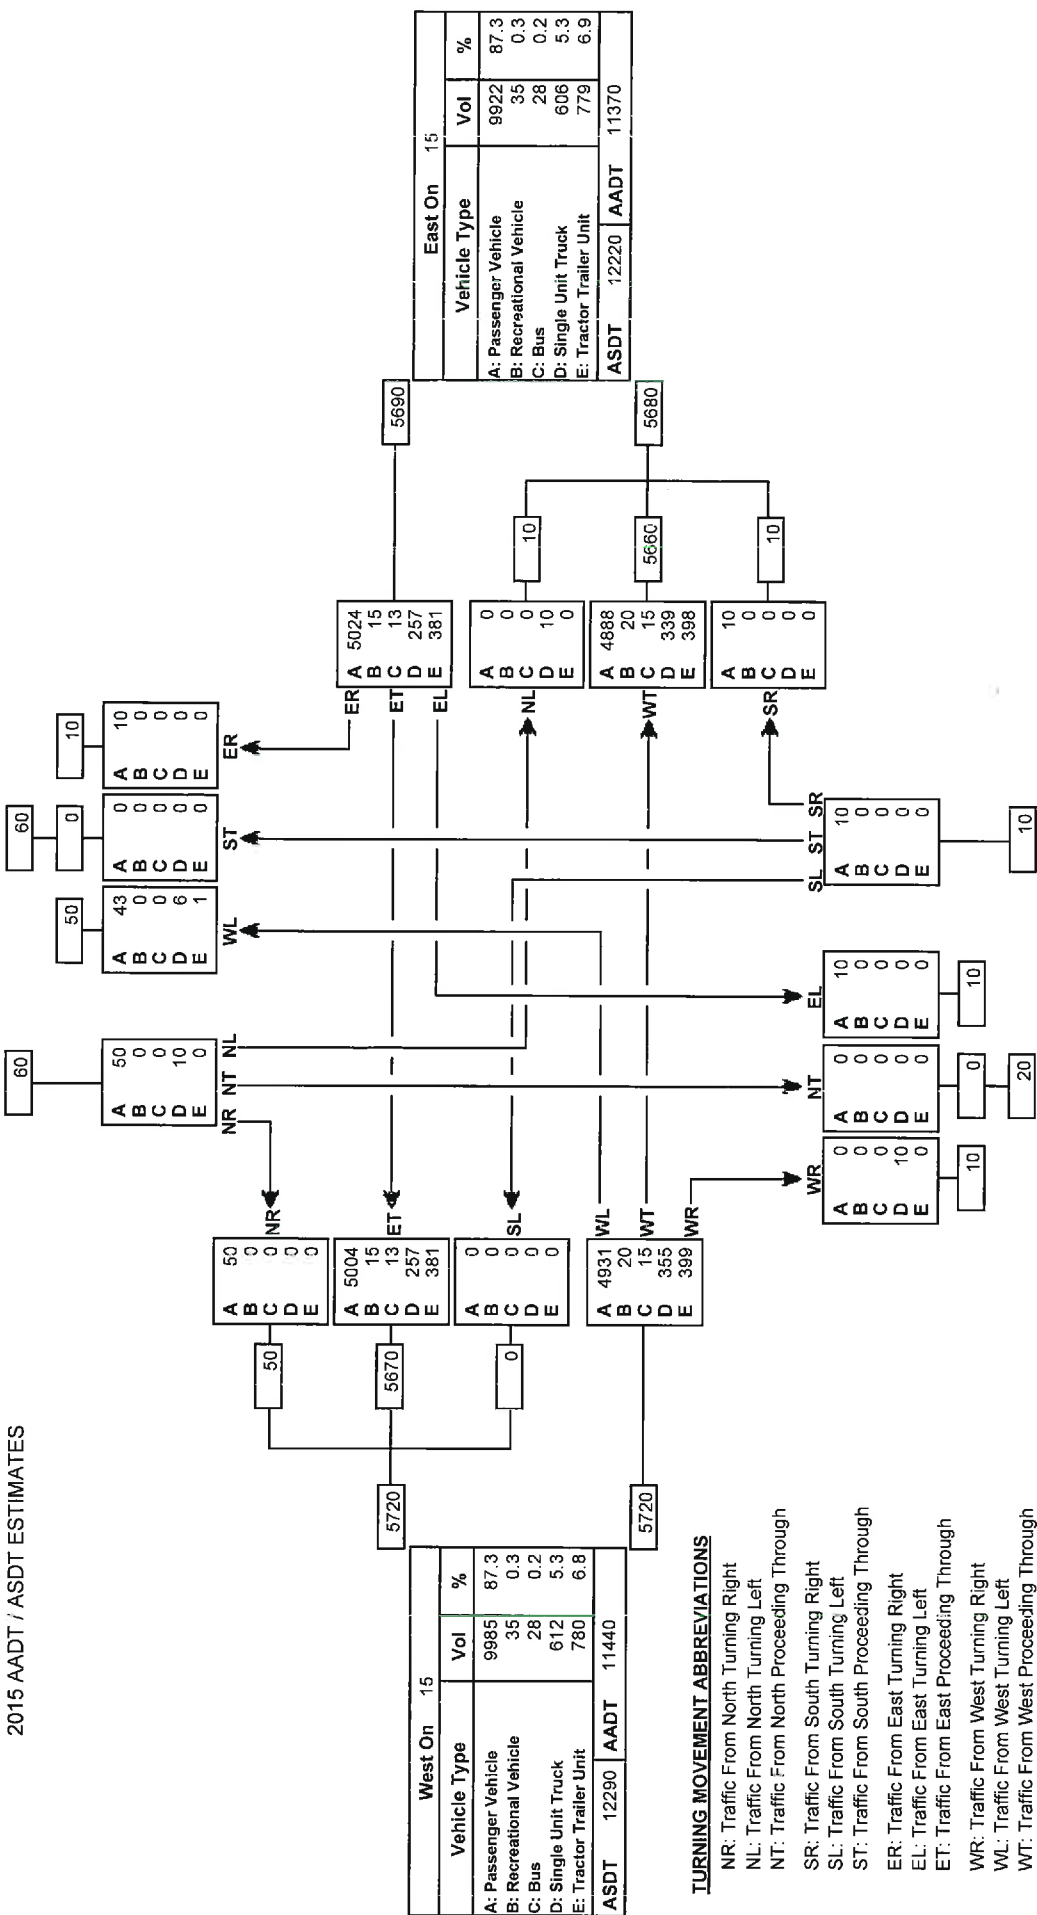 2015 AADT / ASDT ESTIMATES
60
A 50
B 0
C 0
D 10
E 0
NR NT NL
50
A 43
B 0
C 0
D 6
E 1
WL
60
0
A 0
B 0
C 0
D 0
E 0
ST
10
A 10
B 0
C 0
D 0
E 0
ER
West On 15
Vehicle Type Vol %
A: Passenger Vehicle 9985 87.3
B: Recreational Vehicle 35 0.3
C: Bus 28 0.2
D: Single Unit Truck 612 5.3
E: Tractor Trailer Unit 780 6.8
ASDT 12290 AADT 11440
5720
50
A 50
B 0
C 0
D 0
E 0
NR
5670
A 5004
B 15
C 13
D 257
E 381
ET
0
A 0
B 0
C 0
D 0
E 0
SL
5720
A 4931
B 20
C 15
D 355
E 399
WL
WT
WR
ER
ET
EL
A 5024
B 15
C 13
D 257
E 381
5690
NL
A 0
B 0
C 0
D 10
E 0
10
WT
A 4888
B 20
C 15
D 339
E 398
5660
5680
SR
A 10
B 0
C 0
D 0
E 0
10
East On 15
Vehicle Type Vol %
A: Passenger Vehicle 9922 87.3
B: Recreational Vehicle 35 0.3
C: Bus 28 0.2
D: Single Unit Truck 606 5.3
E: Tractor Trailer Unit 779 6.9
ASDT 12220 AADT 11370
WR
A 0
B 0
C 0
D 10
E 0
10
NT
A 0
B 0
C 0
D 0
E 0
0
20
EL
A 10
B 0
C 0
D 0
E 0
10
SL ST SR
A 10
B 0
C 0
D 0
E 0
10
TURNING MOVEMENT ABBREVIATIONS
NR: Traffic From North Turning Right
NL: Traffic From North Turning Left
NT: Traffic From North Proceeding Through
SR: Traffic From South Turning Right
SL: Traffic From South Turning Left
ST: Traffic From South Proceeding Through
ER: Traffic From East Turning Right
EL: Traffic From East Turning Left
ET: Traffic From East Proceeding Through
WR: Traffic From West Turning Right
WL: Traffic From West Turning Left
WT: Traffic From West Proceeding Through